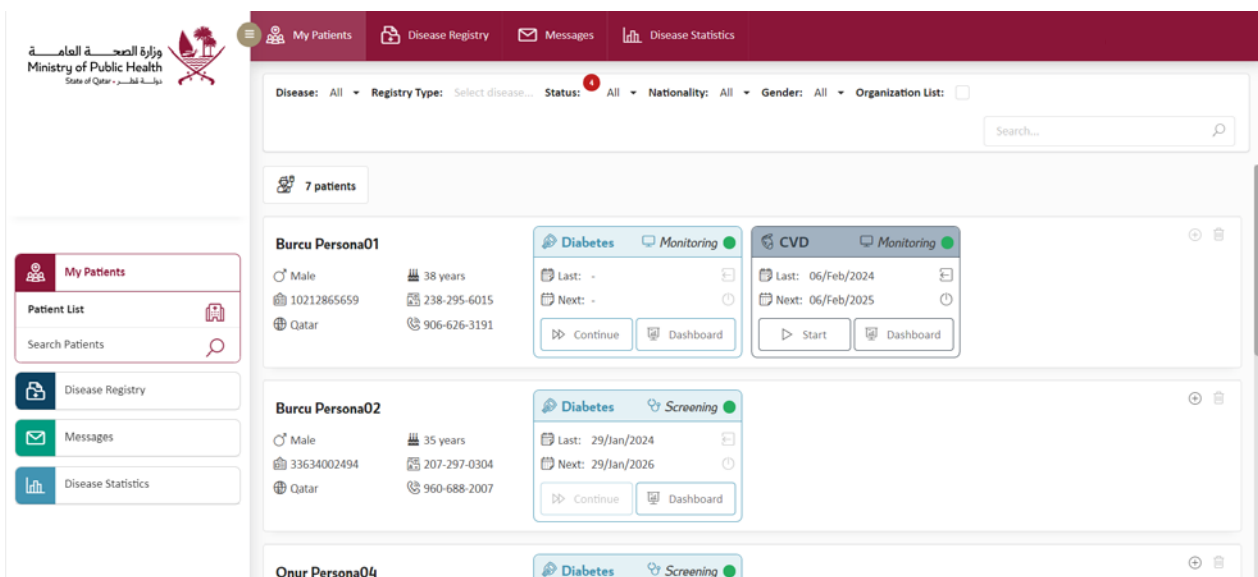 وزارة الصحـــــة العامـــــة
Ministry of Public Health
State of Qatar - دولـــة قطـــر
My Patients
Disease Registry
Messages
Disease Statistics
Disease: All Registry Type: Select disease... Status: 4 All Nationality: All Gender: All Organization List:
Search...
7 patients
My Patients
Patient List
Search Patients
Disease Registry
Messages
Disease Statistics
Burcu Persona01
Male 38 years
10212865659 238-295-6015
Qatar 906-626-3191
Diabetes Monitoring
Last: -
Next: -
Continue Dashboard
CVD Monitoring
Last: 06/Feb/2024
Next: 06/Feb/2025
Start Dashboard
Burcu Persona02
Male 35 years
33634002494 207-297-0304
Qatar 960-688-2007
Diabetes Screening
Last: 29/Jan/2024
Next: 29/Jan/2026
Continue Dashboard
Onur Persona04
Diabetes Screening